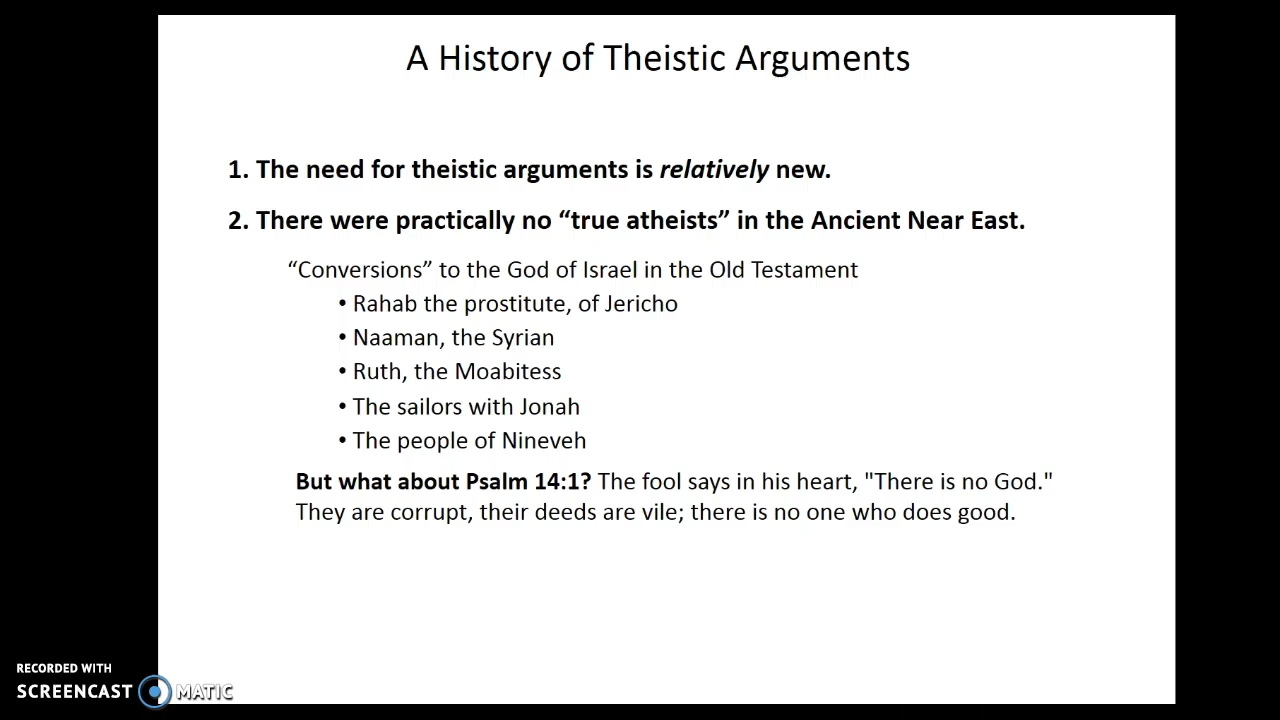 A History of Theistic Arguments
1. The need for theistic arguments is relatively new.
2. There were practically no “true atheists” in the Ancient Near East.
“Conversions” to the God of Israel in the Old Testament
• Rahab the prostitute, of Jericho
• Naaman, the Syrian
• Ruth, the Moabitess
• The sailors with Jonah
• The people of Nineveh
But what about Psalm 14:1? The fool says in his heart, "There is no God."
They are corrupt, their deeds are vile; there is no one who does good.
RECORDED WITH
SCREENCAST MATIC